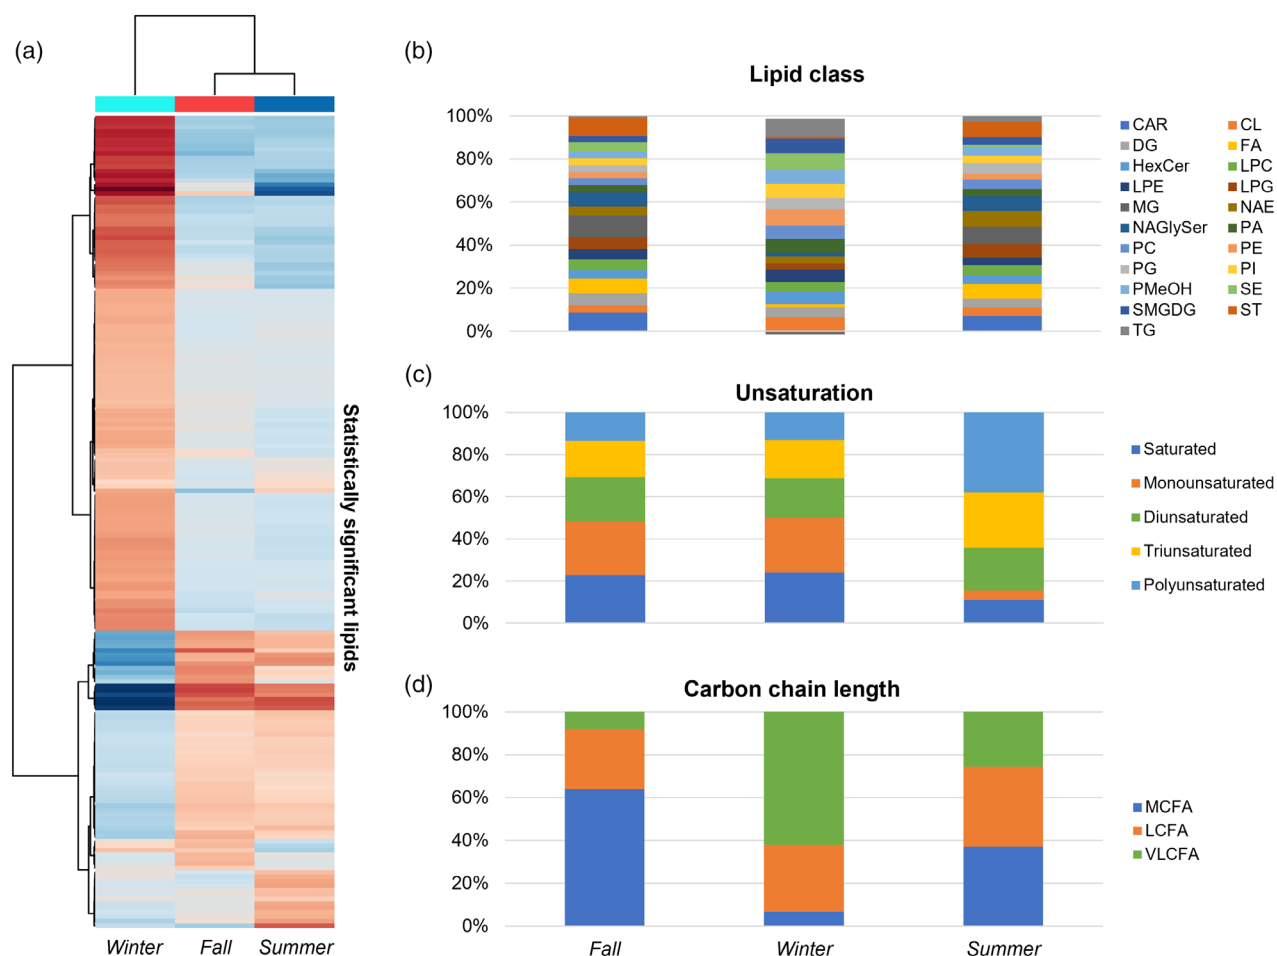 (a)
Statistically significant lipids
Winter Fall Summer
(b)
Lipid class
100%
80%
60%
40%
20%
0%
CAR CL
DG FA
HexCer LPC
LPE LPG
MG NAE
NAGlySer PA
PC PE
PG PI
PMeOH SE
SMGDG ST
TG
(c)
Unsaturation
100%
80%
60%
40%
20%
0%
Saturated
Monounsaturated
Diunsaturated
Triunsaturated
Polyunsaturated
(d)
Carbon chain length
100%
80%
60%
40%
20%
0%
MCFA
LCFA
VLCFA
Fall Winter Summer